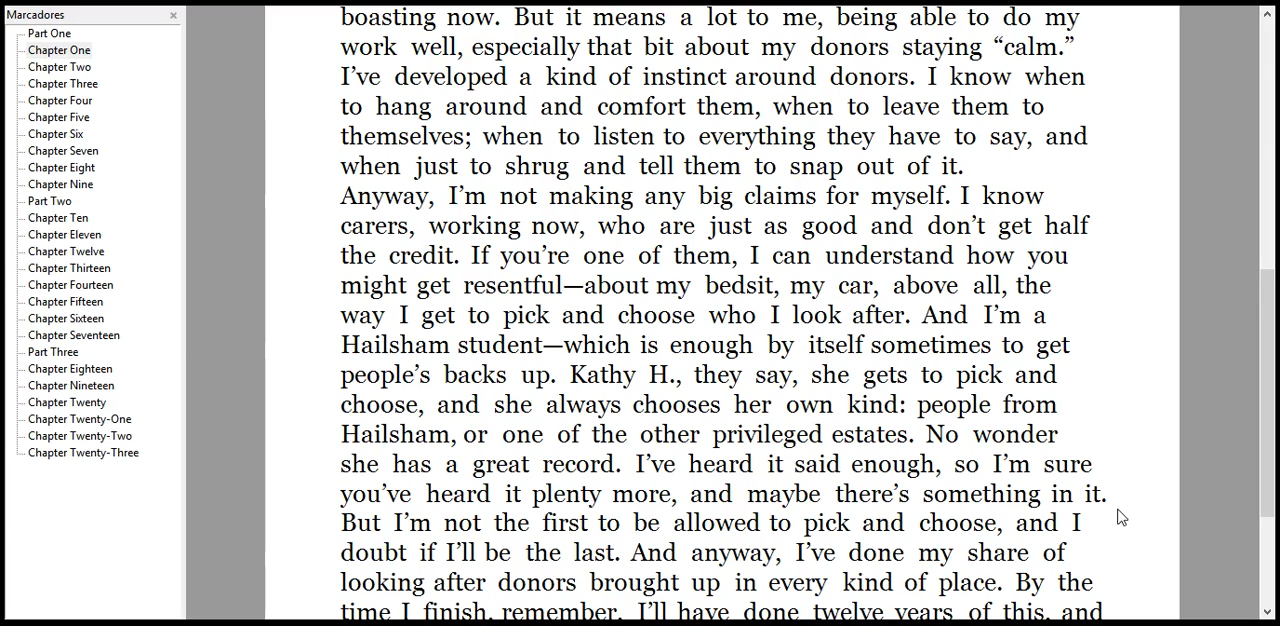 Marcadores
Part One
Chapter One
Chapter Two
Chapter Three
Chapter Four
Chapter Five
Chapter Six
Chapter Seven
Chapter Eight
Chapter Nine
Part Two
Chapter Ten
Chapter Eleven
Chapter Twelve
Chapter Thirteen
Chapter Fourteen
Chapter Fifteen
Chapter Sixteen
Chapter Seventeen
Part Three
Chapter Eighteen
Chapter Nineteen
Chapter Twenty
Chapter Twenty-One
Chapter Twenty-Two
Chapter Twenty-Three
boasting now. But it means a lot to me, being able to do my
work well, especially that bit about my donors staying “calm.”
I’ve developed a kind of instinct around donors. I know when
to hang around and comfort them, when to leave them to
themselves; when to listen to everything they have to say, and
when just to shrug and tell them to snap out of it.
Anyway, I’m not making any big claims for myself. I know
carers, working now, who are just as good and don’t get half
the credit. If you’re one of them, I can understand how you
might get resentful—about my bedsit, my car, above all, the
way I get to pick and choose who I look after. And I’m a
Hailsham student—which is enough by itself sometimes to get
people’s backs up. Kathy H., they say, she gets to pick and
choose, and she always chooses her own kind: people from
Hailsham, or one of the other privileged estates. No wonder
she has a great record. I’ve heard it said enough, so I’m sure
you’ve heard it plenty more, and maybe there’s something in it.
But I’m not the first to be allowed to pick and choose, and I
doubt if I’ll be the last. And anyway, I’ve done my share of
looking after donors brought up in every kind of place. By the
time I finish, remember, I’ll have done twelve years of this, and